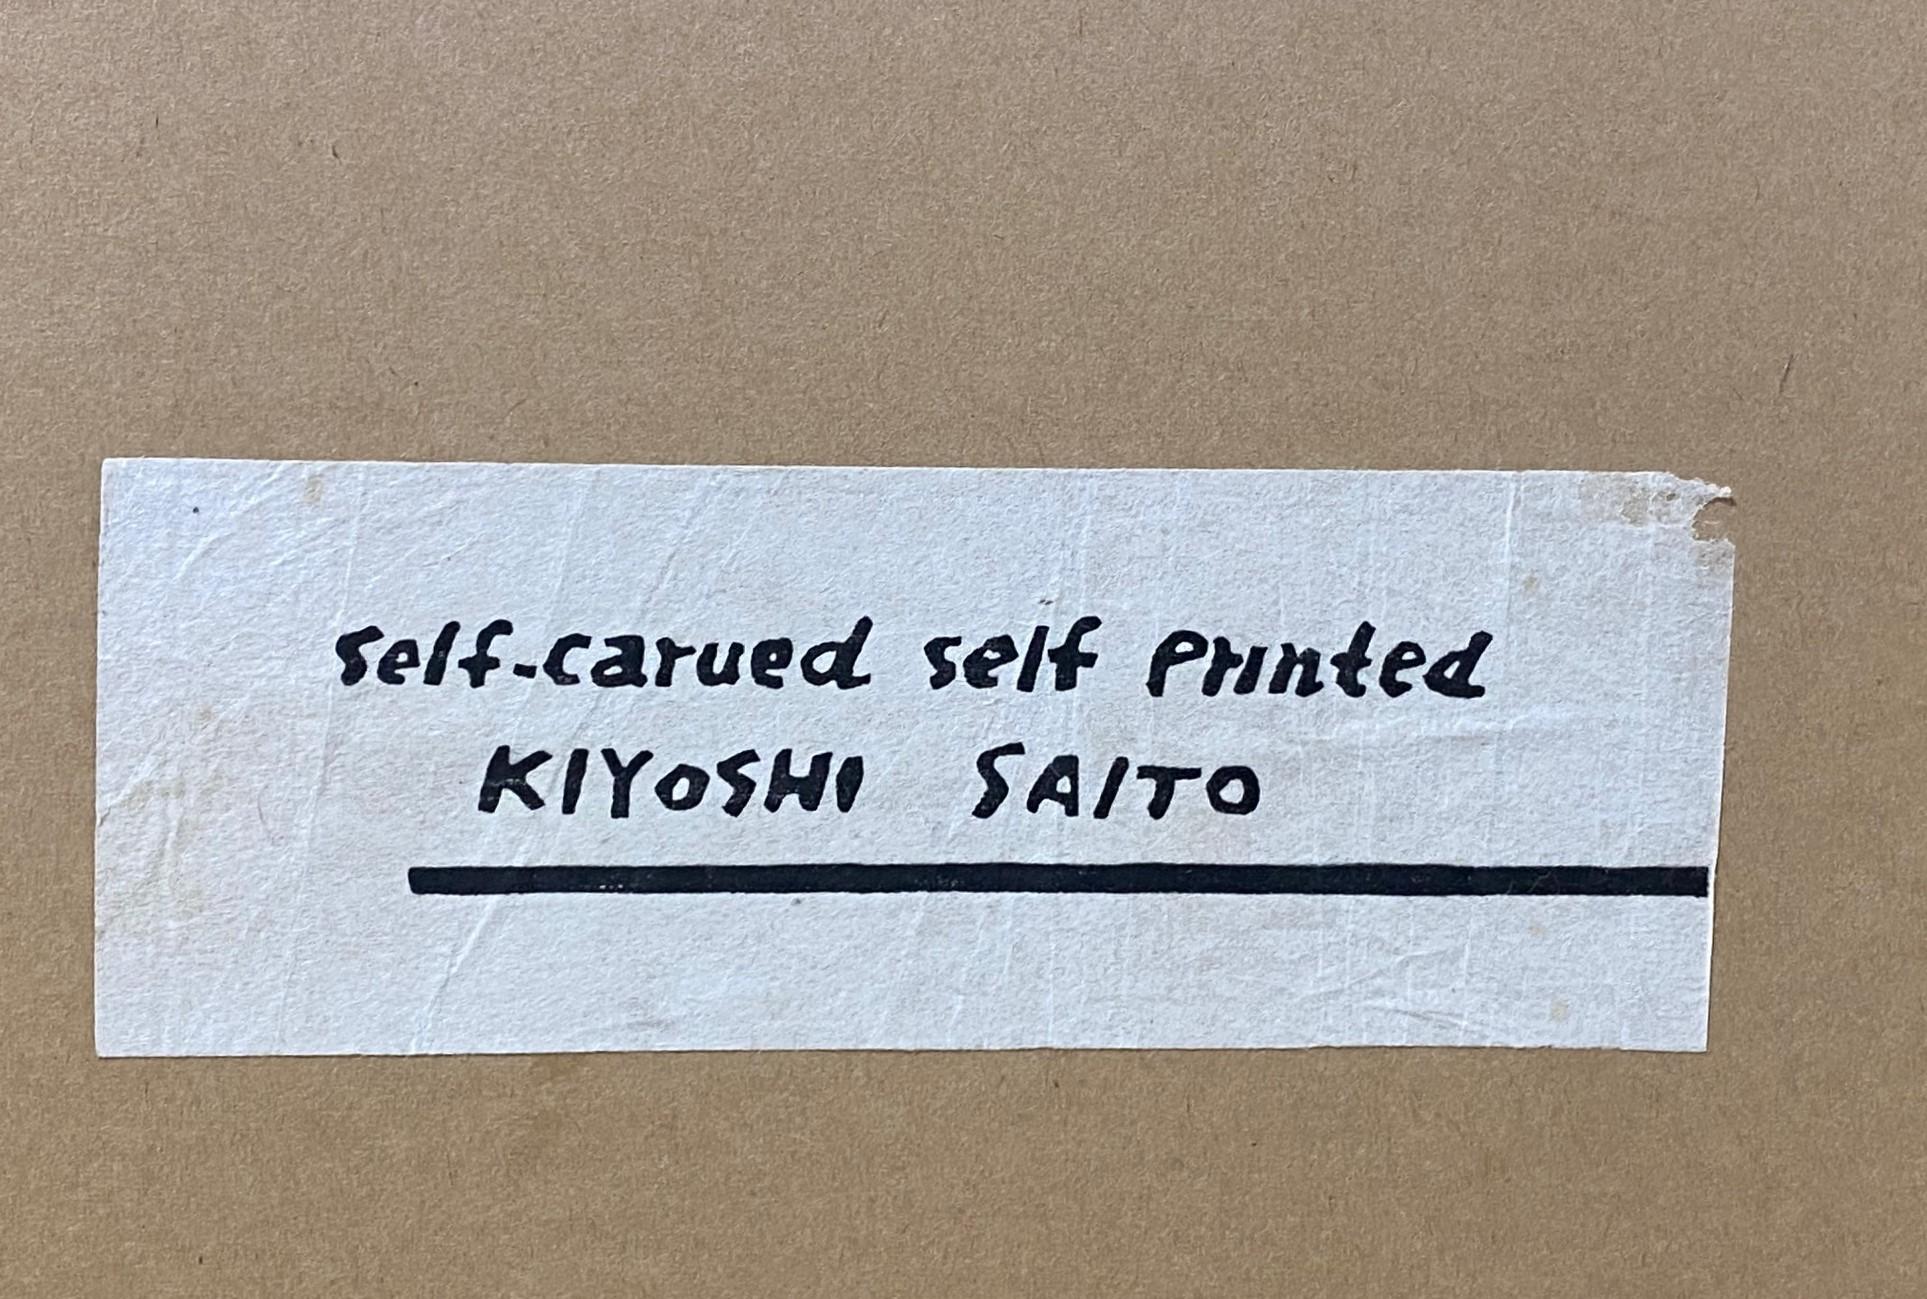 self-carued self Printed
KIYOSHI SAITO